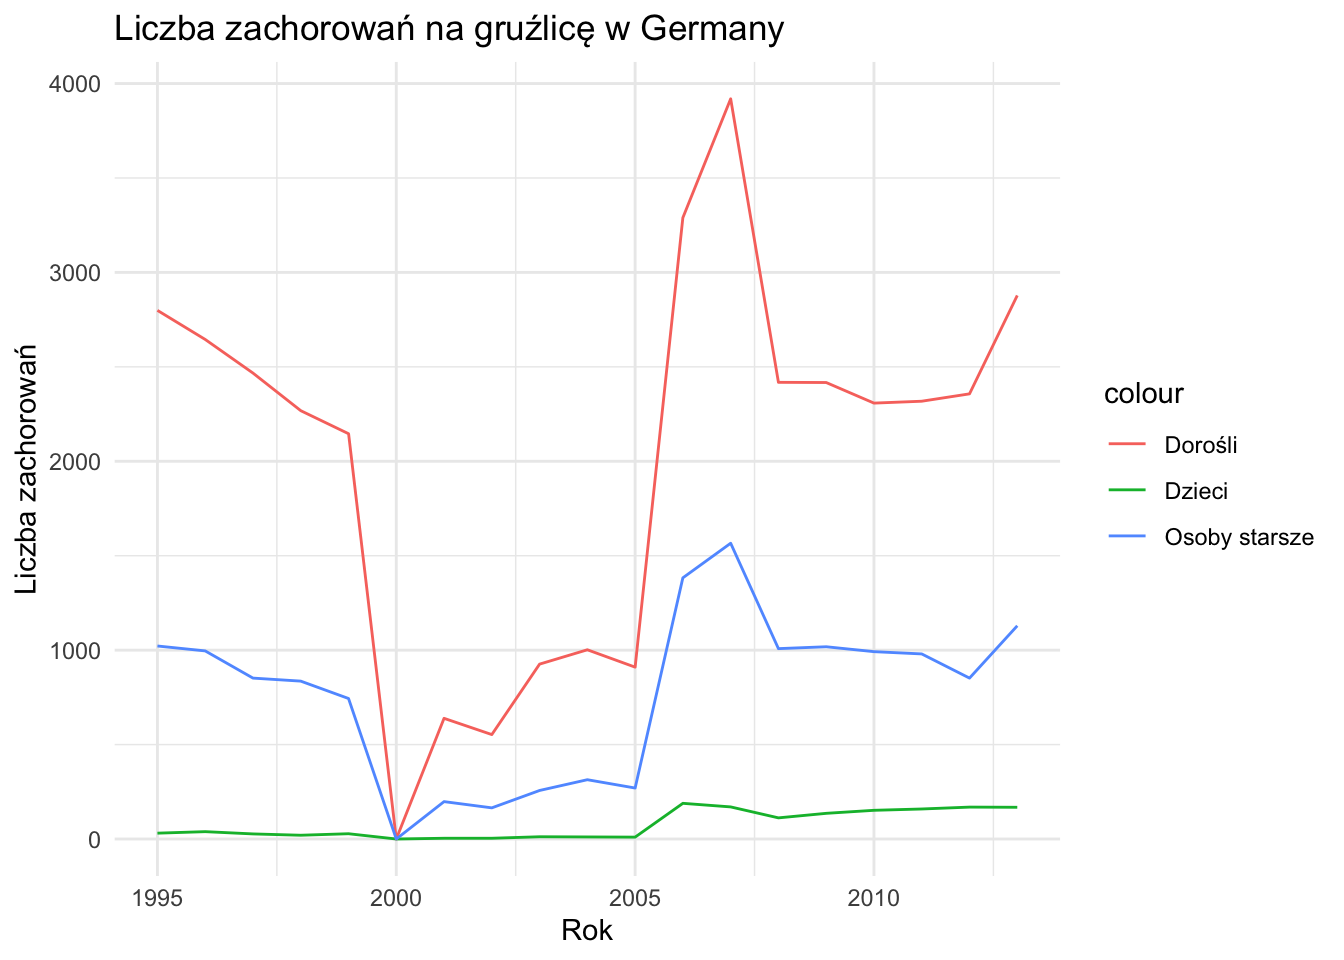 Liczba zachorowań na gruźlicę w Germany
4000
3000
2000
1000
0
Liczba zachorowań
1995
2000
2005
2010
Rok
colour
Dorośli
Dzieci
Osoby starsze